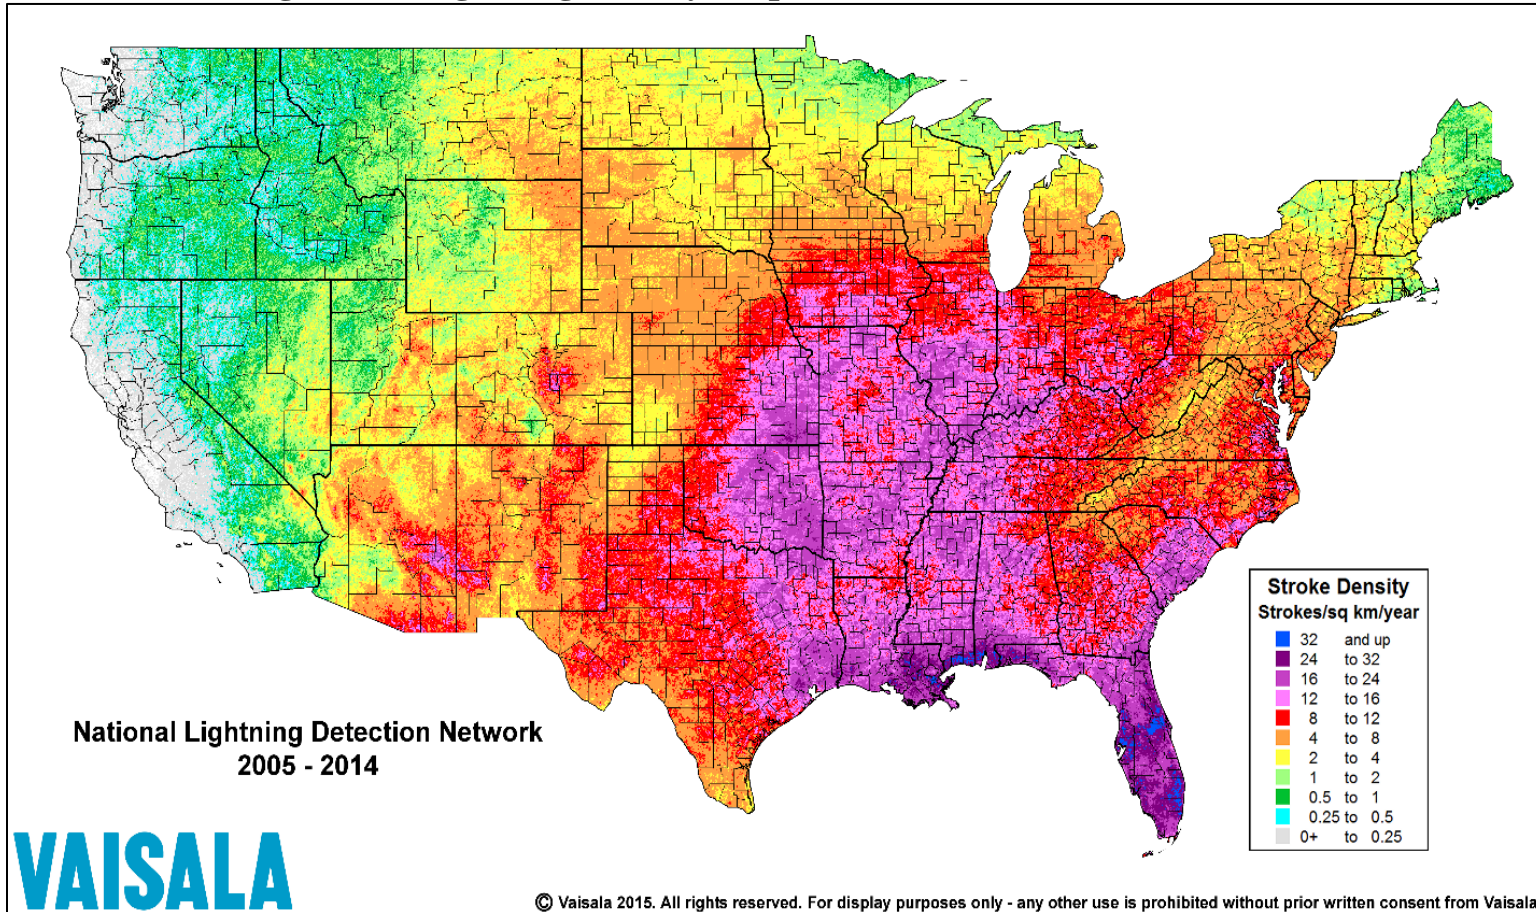 National Lightning Detection Network
2005 - 2014
Stroke Density
Strokes/sq km/year
32 and up
24 to 32
16 to 24
12 to 16
8 to 12
4 to 8
2 to 4
1 to 2
0.5 to 1
0.25 to 0.5
0+ to 0.25
VAISALA
© Vaisala 2015. All rights reserved. For display purposes only - any other use is prohibited without prior written consent from Vaisala